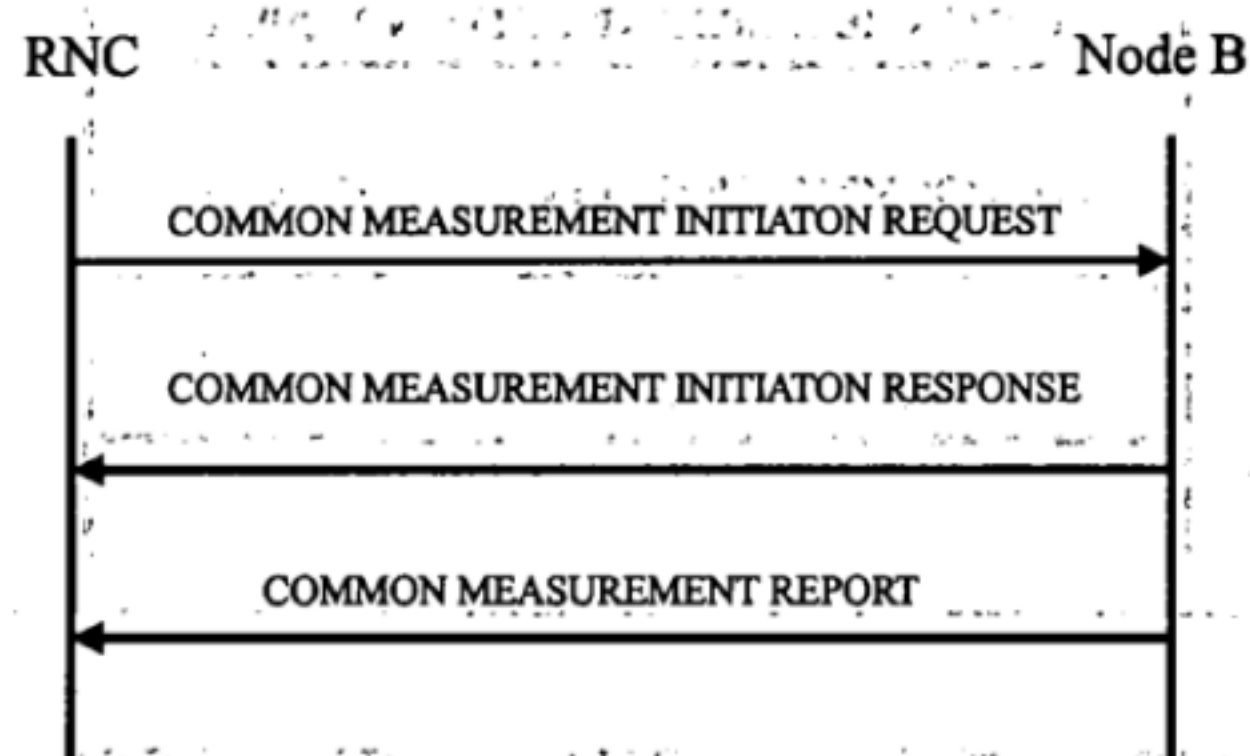 RNC
Node B
COMMON MEASUREMENT INITIATON REQUEST
COMMON MEASUREMENT INITIATON RESPONSE
COMMON MEASUREMENT REPORT